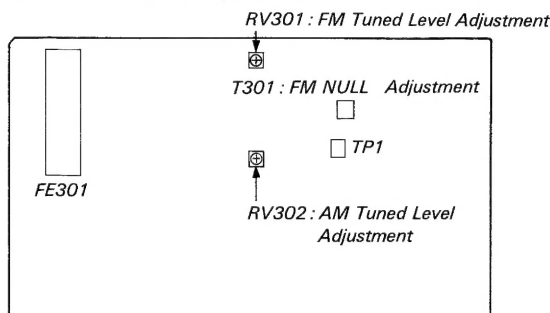 RV301 : FM Tuned Level Adjustment
T301 : FM NULL Adjustment
TP1
FE301
RV302 : AM Tuned Level
Adjustment